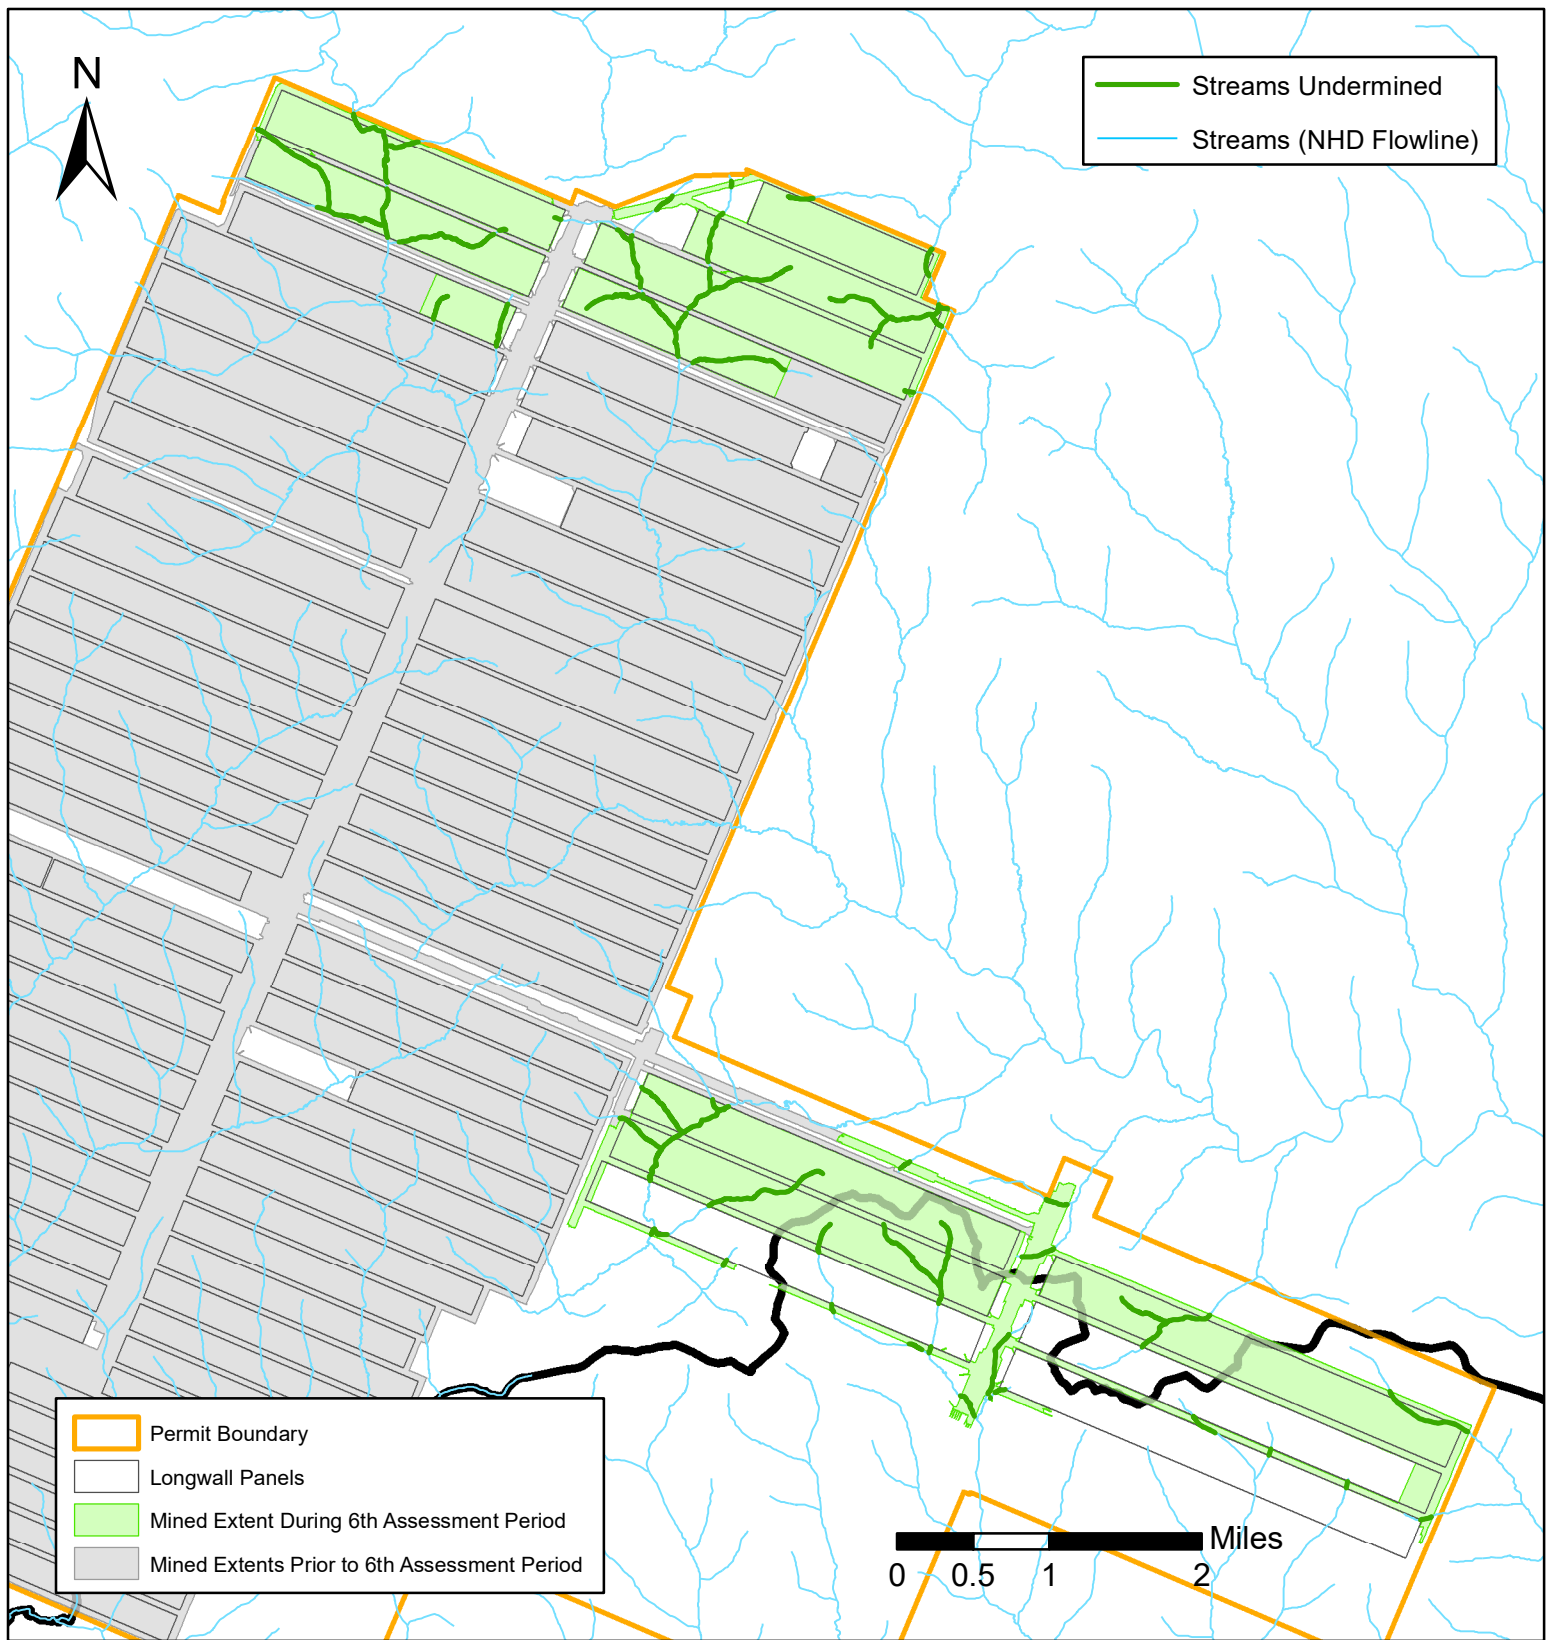 N
Streams Undermined
Streams (NHD Flowline)
Permit Boundary
Longwall Panels
Mined Extent During 6th Assessment Period
Mined Extents Prior to 6th Assessment Period
Miles
0 0.5 1 2